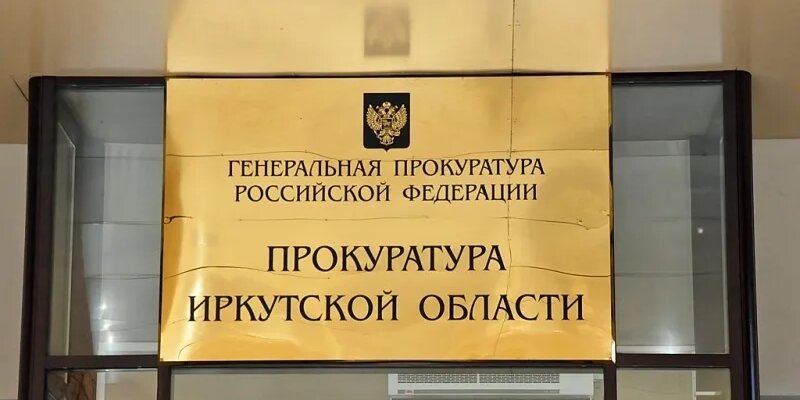 ГЕНЕРАЛЬНАЯ ПРОКУРАТУРА
РОССИЙСКОЙ ФЕДЕРАЦИИ
ПРОКУРАТУРА
ИРКУТСКОЙ ОБЛАСТИ